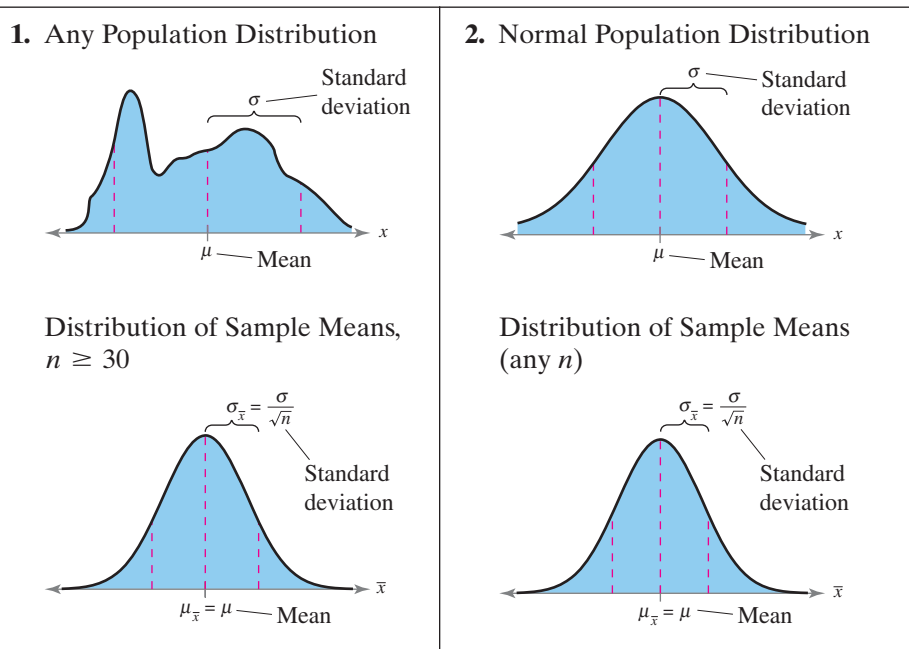 1. Any Population Distribution
σ
Standard
deviation
x
μ
Mean
Distribution of Sample Means,
n ≥ 30
σx̄ = σ/√n
Standard
deviation
x̄
μx̄ = μ
Mean
2. Normal Population Distribution
σ
Standard
deviation
x
μ
Mean
Distribution of Sample Means
(any n)
σx̄ = σ/√n
Standard
deviation
x̄
μx̄ = μ
Mean